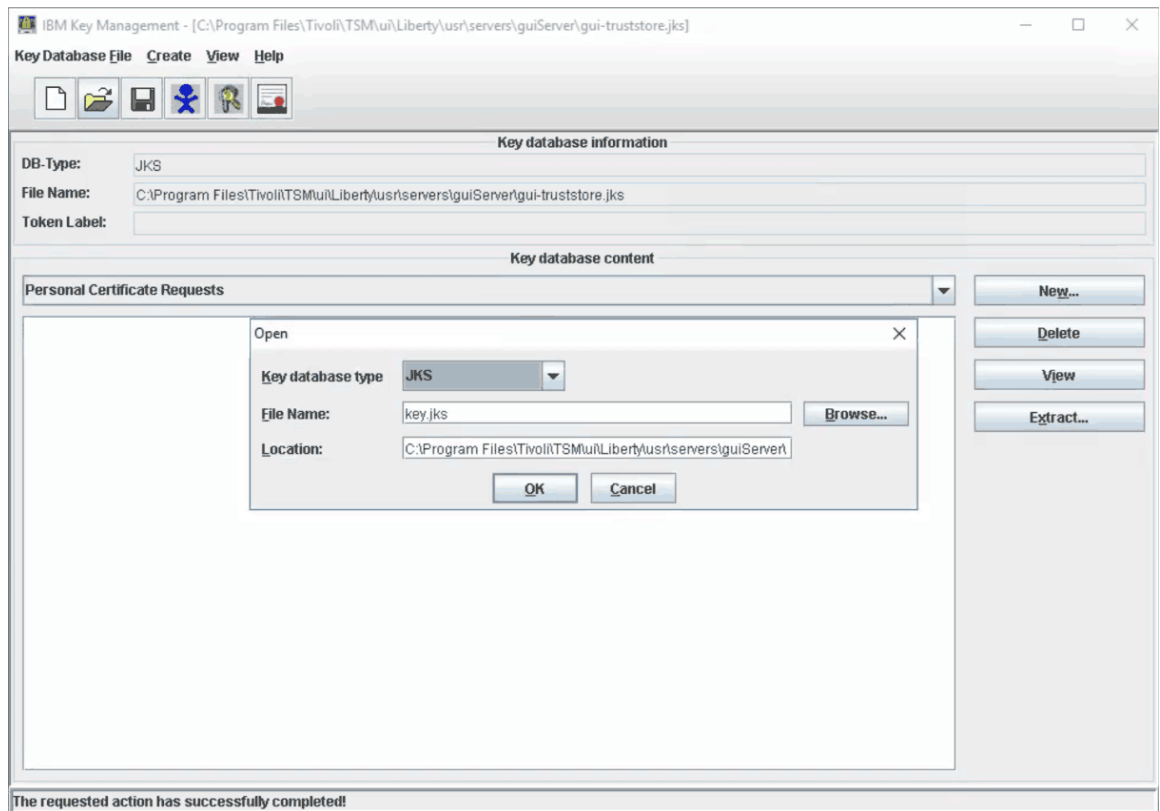 IBM Key Management - [C:\Program Files\Tivoli\TSM\ui\Liberty\usr\servers\guiServer\gui-truststore.jks]
Key Database File Create View Help
Key database information
DB-Type: JKS
File Name: C:\Program Files\Tivoli\TSM\ui\Liberty\usr\servers\guiServer\gui-truststore.jks
Token Label:
Key database content
Personal Certificate Requests
New...
Open
Delete
Key database type JKS
View
File Name: key.jks Browse...
Extract...
Location: C:\Program Files\Tivoli\TSM\ui\Liberty\usr\servers\guiServer\
OK Cancel
The requested action has successfully completed!